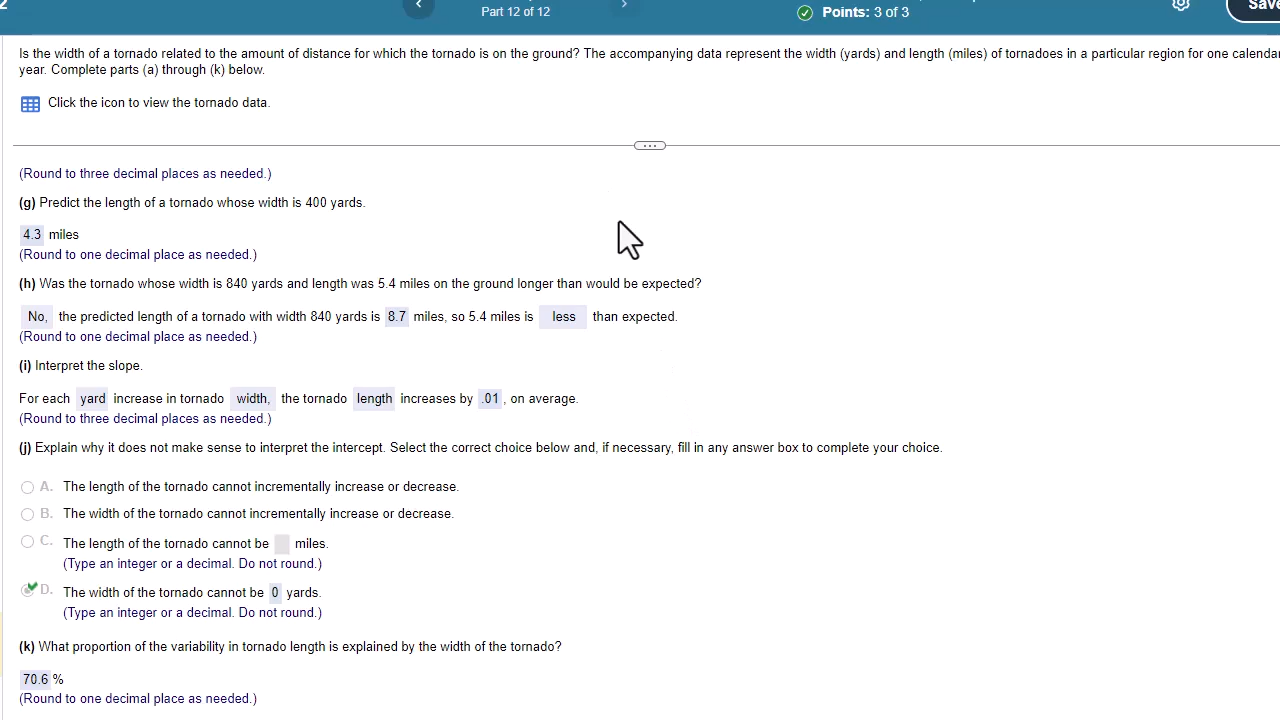 2
Part 12 of 12
Points: 3 of 3
Save
Is the width of a tornado related to the amount of distance for which the tornado is on the ground? The accompanying data represent the width (yards) and length (miles) of tornadoes in a particular region for one calendar
year. Complete parts (a) through (k) below.
Click the icon to view the tornado data.
(Round to three decimal places as needed.)
(g) Predict the length of a tornado whose width is 400 yards.
4.3 miles
(Round to one decimal place as needed.)
(h) Was the tornado whose width is 840 yards and length was 5.4 miles on the ground longer than would be expected?
No, the predicted length of a tornado with width 840 yards is 8.7 miles, so 5.4 miles is less than expected.
(Round to one decimal place as needed.)
(i) Interpret the slope.
For each yard increase in tornado width, the tornado length increases by .01, on average.
(Round to three decimal places as needed.)
(j) Explain why it does not make sense to interpret the intercept. Select the correct choice below and, if necessary, fill in any answer box to complete your choice.
A. The length of the tornado cannot incrementally increase or decrease.
B. The width of the tornado cannot incrementally increase or decrease.
C. The length of the tornado cannot be miles.
(Type an integer or a decimal. Do not round.)
D. The width of the tornado cannot be 0 yards.
(Type an integer or a decimal. Do not round.)
(k) What proportion of the variability in tornado length is explained by the width of the tornado?
70.6 %
(Round to one decimal place as needed.)